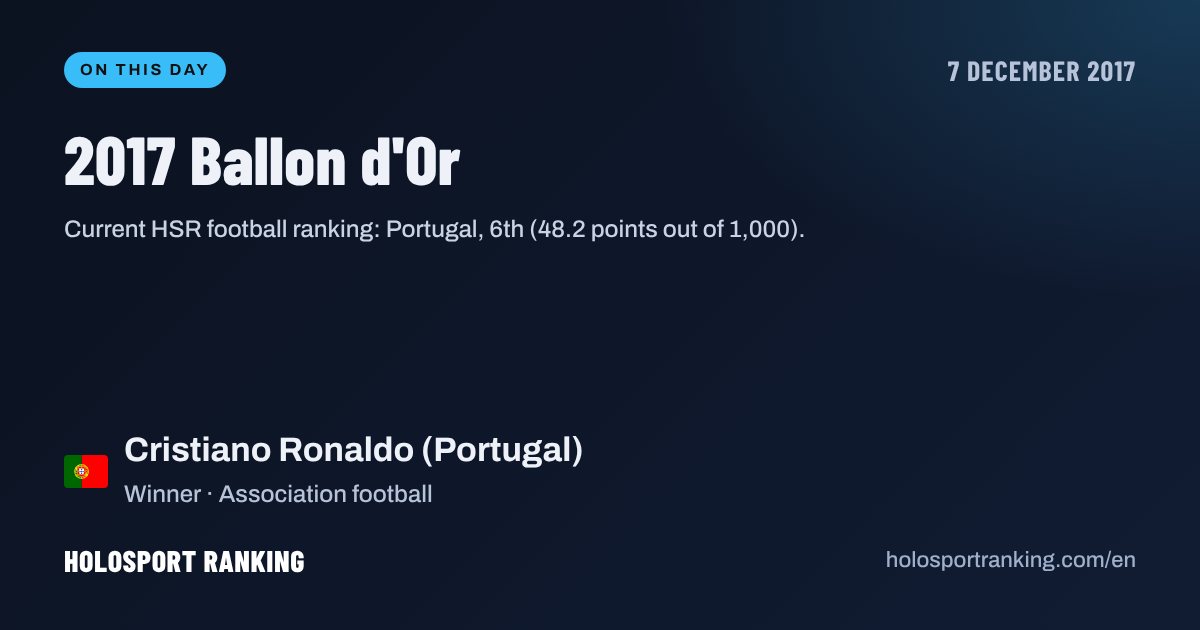 ON THIS DAY
7 DECEMBER 2017
2017 Ballon d'Or
Current HSR football ranking: Portugal, 6th (48.2 points out of 1,000).
Cristiano Ronaldo (Portugal)
Winner · Association football
HOLOSPORT RANKING
holosportranking.com/en